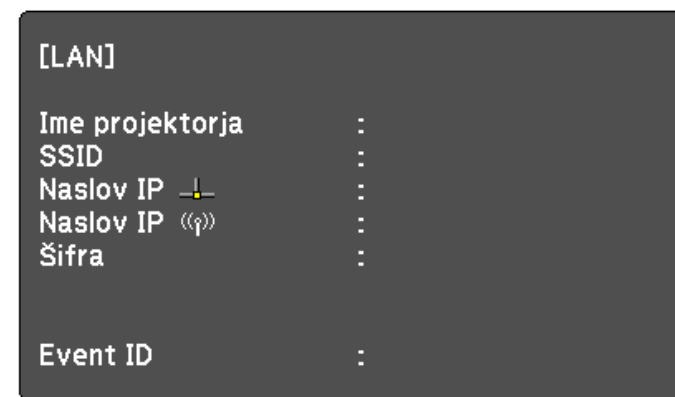 [LAN]
Ime projektorja :
SSID :
Naslov IP :
Naslov IP :
Šifra :
Event ID :